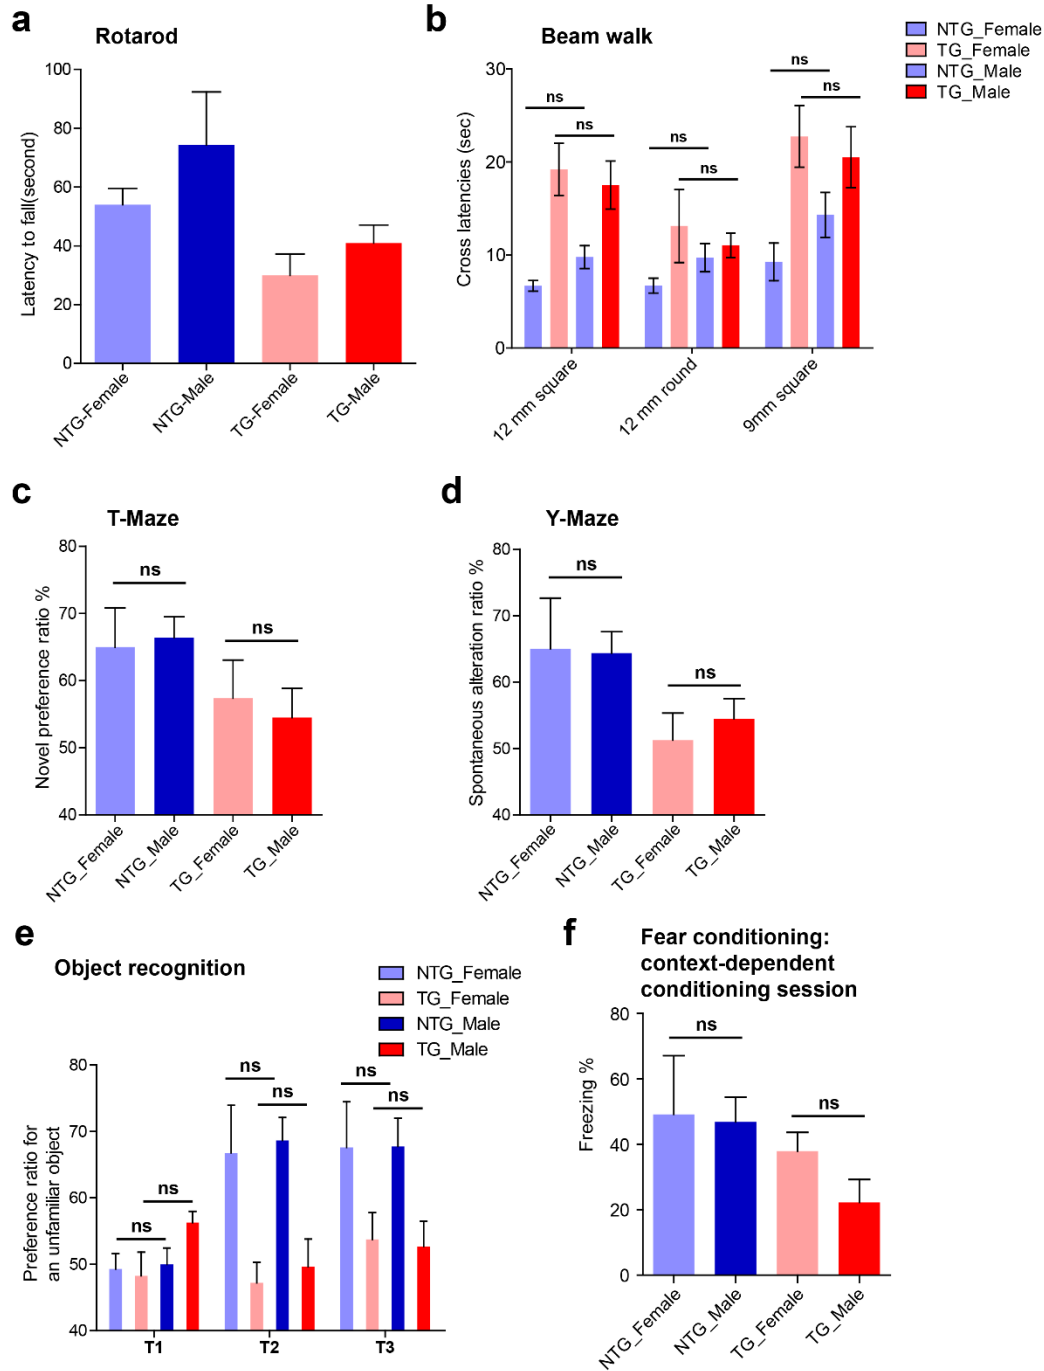 a
Rotarod
Latency to fall(second)
100
80
60
40
20
0
NTG-Female
NTG-Male
TG-Female
TG-Male
b
Beam walk
NTG_Female
TG_Female
NTG_Male
TG_Male
Cross latencies (sec)
30
20
10
0
ns
ns
ns
ns
ns
ns
12 mm square
12 mm round
9mm square
c
T-Maze
Novel preference ratio %
80
70
60
50
40
ns
ns
NTG_Female
NTG_Male
TG_Female
TG_Male
d
Y-Maze
Spontaneous alteration ratio %
80
70
60
50
40
ns
ns
NTG_Female
NTG_Male
TG_Female
TG_Male
e
Object recognition
NTG_Female
TG_Female
NTG_Male
TG_Male
Preference ratio for
an unfamiliar object
80
70
60
50
40
ns
ns
ns
ns
ns
ns
T1
T2
T3
f
Fear conditioning:
context-dependent
conditioning session
Freezing %
80
60
40
20
0
ns
ns
NTG_Female
NTG_Male
TG_Female
TG_Male